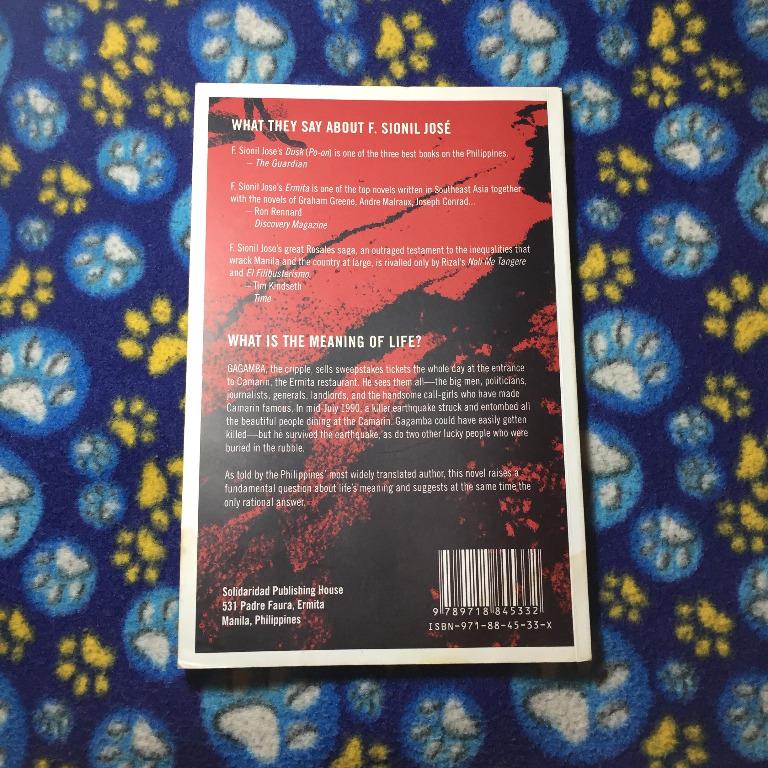 WHAT THEY SAY ABOUT F. SIONIL JOSÉ
F. Sionil Jose's Dusk (Po-on) is one of the three best books on the Philippines.
– The Guardian
F. Sionil Jose's Ermita is one of the top novels written in Southeast Asia together
with the novels of Graham Greene, Andre Malraux, Joseph Conrad...
– Ron Rennard
Discovery Magazine
F. Sionil Jose's great Rosales saga, an outraged testament to the inequalities that
wrack Manila and the country at large, is rivalled only by Rizal's Noli Me Tangere
and El Filibusterismo.
– Tim Kindseth
Time
WHAT IS THE MEANING OF LIFE?
GAGAMBA, the cripple, sells sweepstakes tickets the whole day at the entrance
to Camarin, the Ermita restaurant. He sees them all—the big men, politicians,
journalists, generals, landlords, and the handsome call-girls who have made
Camarin famous. In mid-July 1990, a killer earthquake struck and entombed all
the beautiful people dining at the Camarin. Gagamba could have easily gotten
killed—but he survived the earthquake, as do two other lucky people who were
buried in the rubble.
As told by the Philippines' most widely translated author, this novel raises a
fundamental question about life's meaning and suggests at the same time the
only rational answer.
Solidaridad Publishing House
531 Padre Faura, Ermita
Manila, Philippines
9 789718 845332
ISBN-971-88-45-33-X